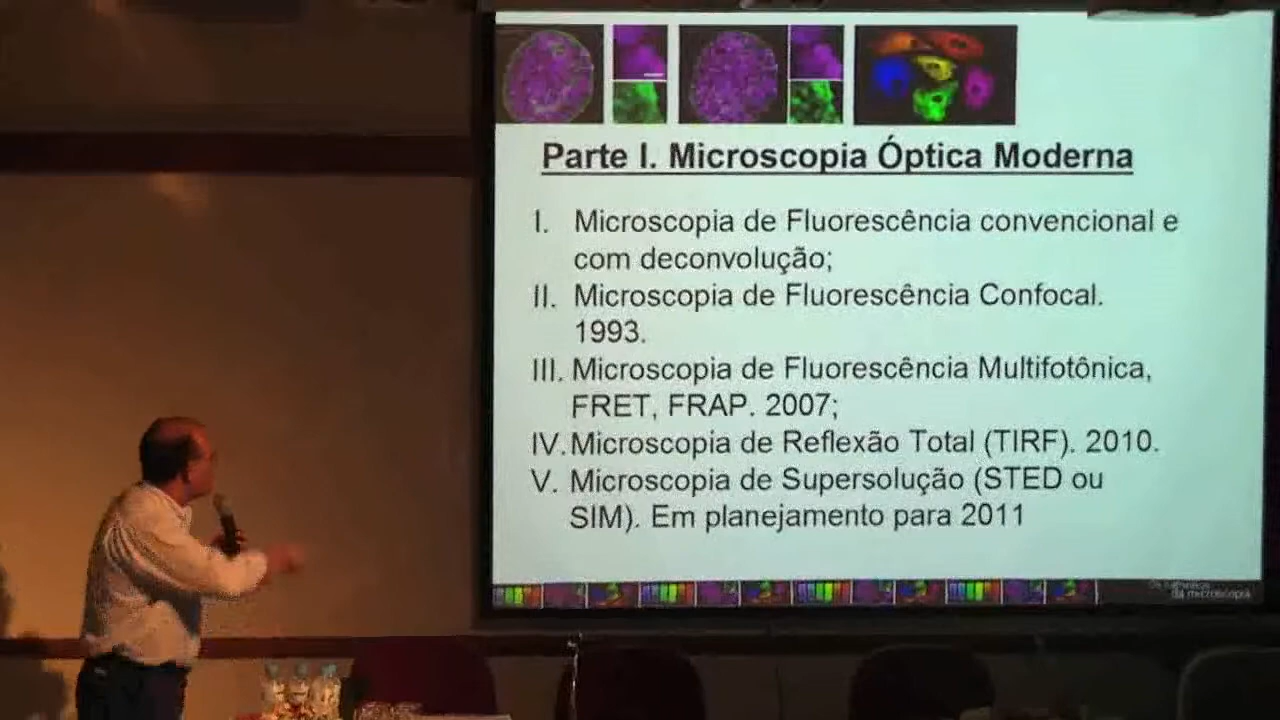 Parte I. Microscopia Óptica Moderna
I. Microscopia de Fluorescência convencional e
com deconvolução;
II. Microscopia de Fluorescência Confocal.
1993.
III. Microscopia de Fluorescência Multifotônica,
FRET, FRAP. 2007;
IV. Microscopia de Reflexão Total (TIRF). 2010.
V. Microscopia de Supersolução (STED ou
SIM). Em planejamento para 2011
da microscopia